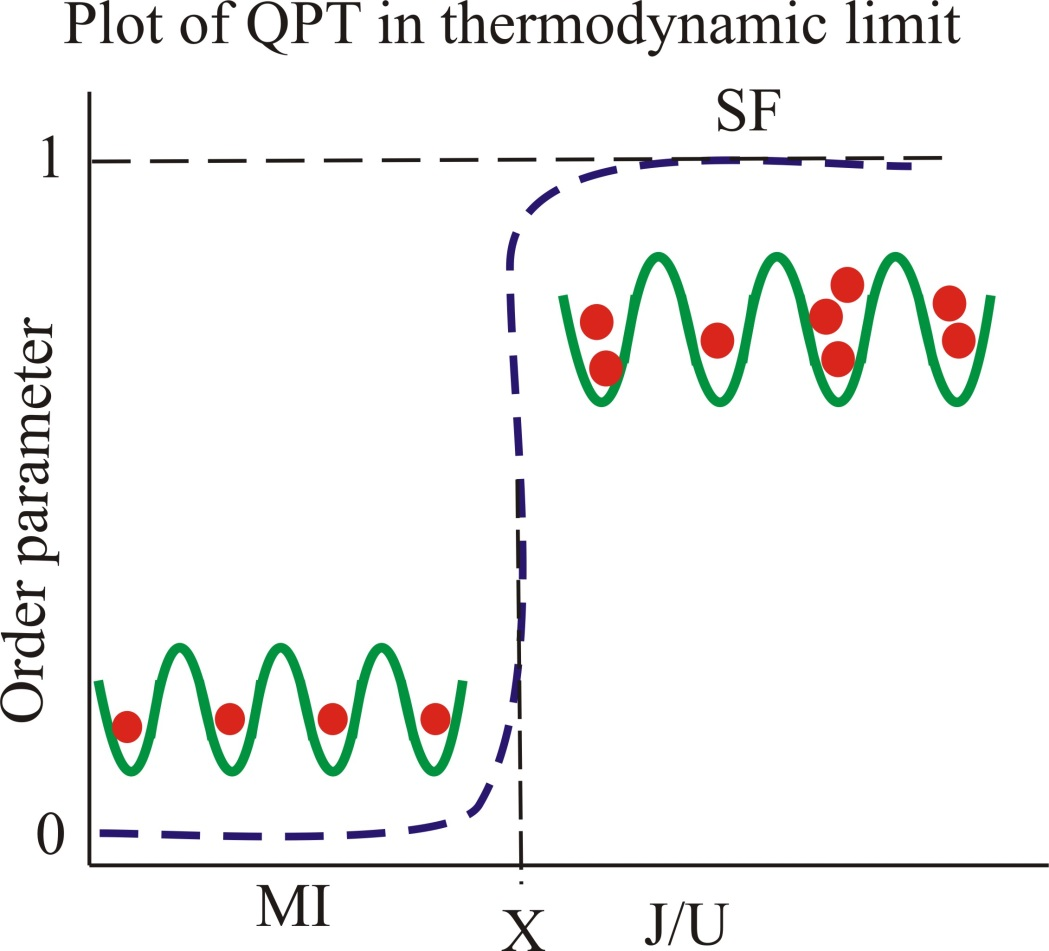 Plot of QPT in thermodynamic limit
SF
1
Order parameter
0
MI
X
J/U